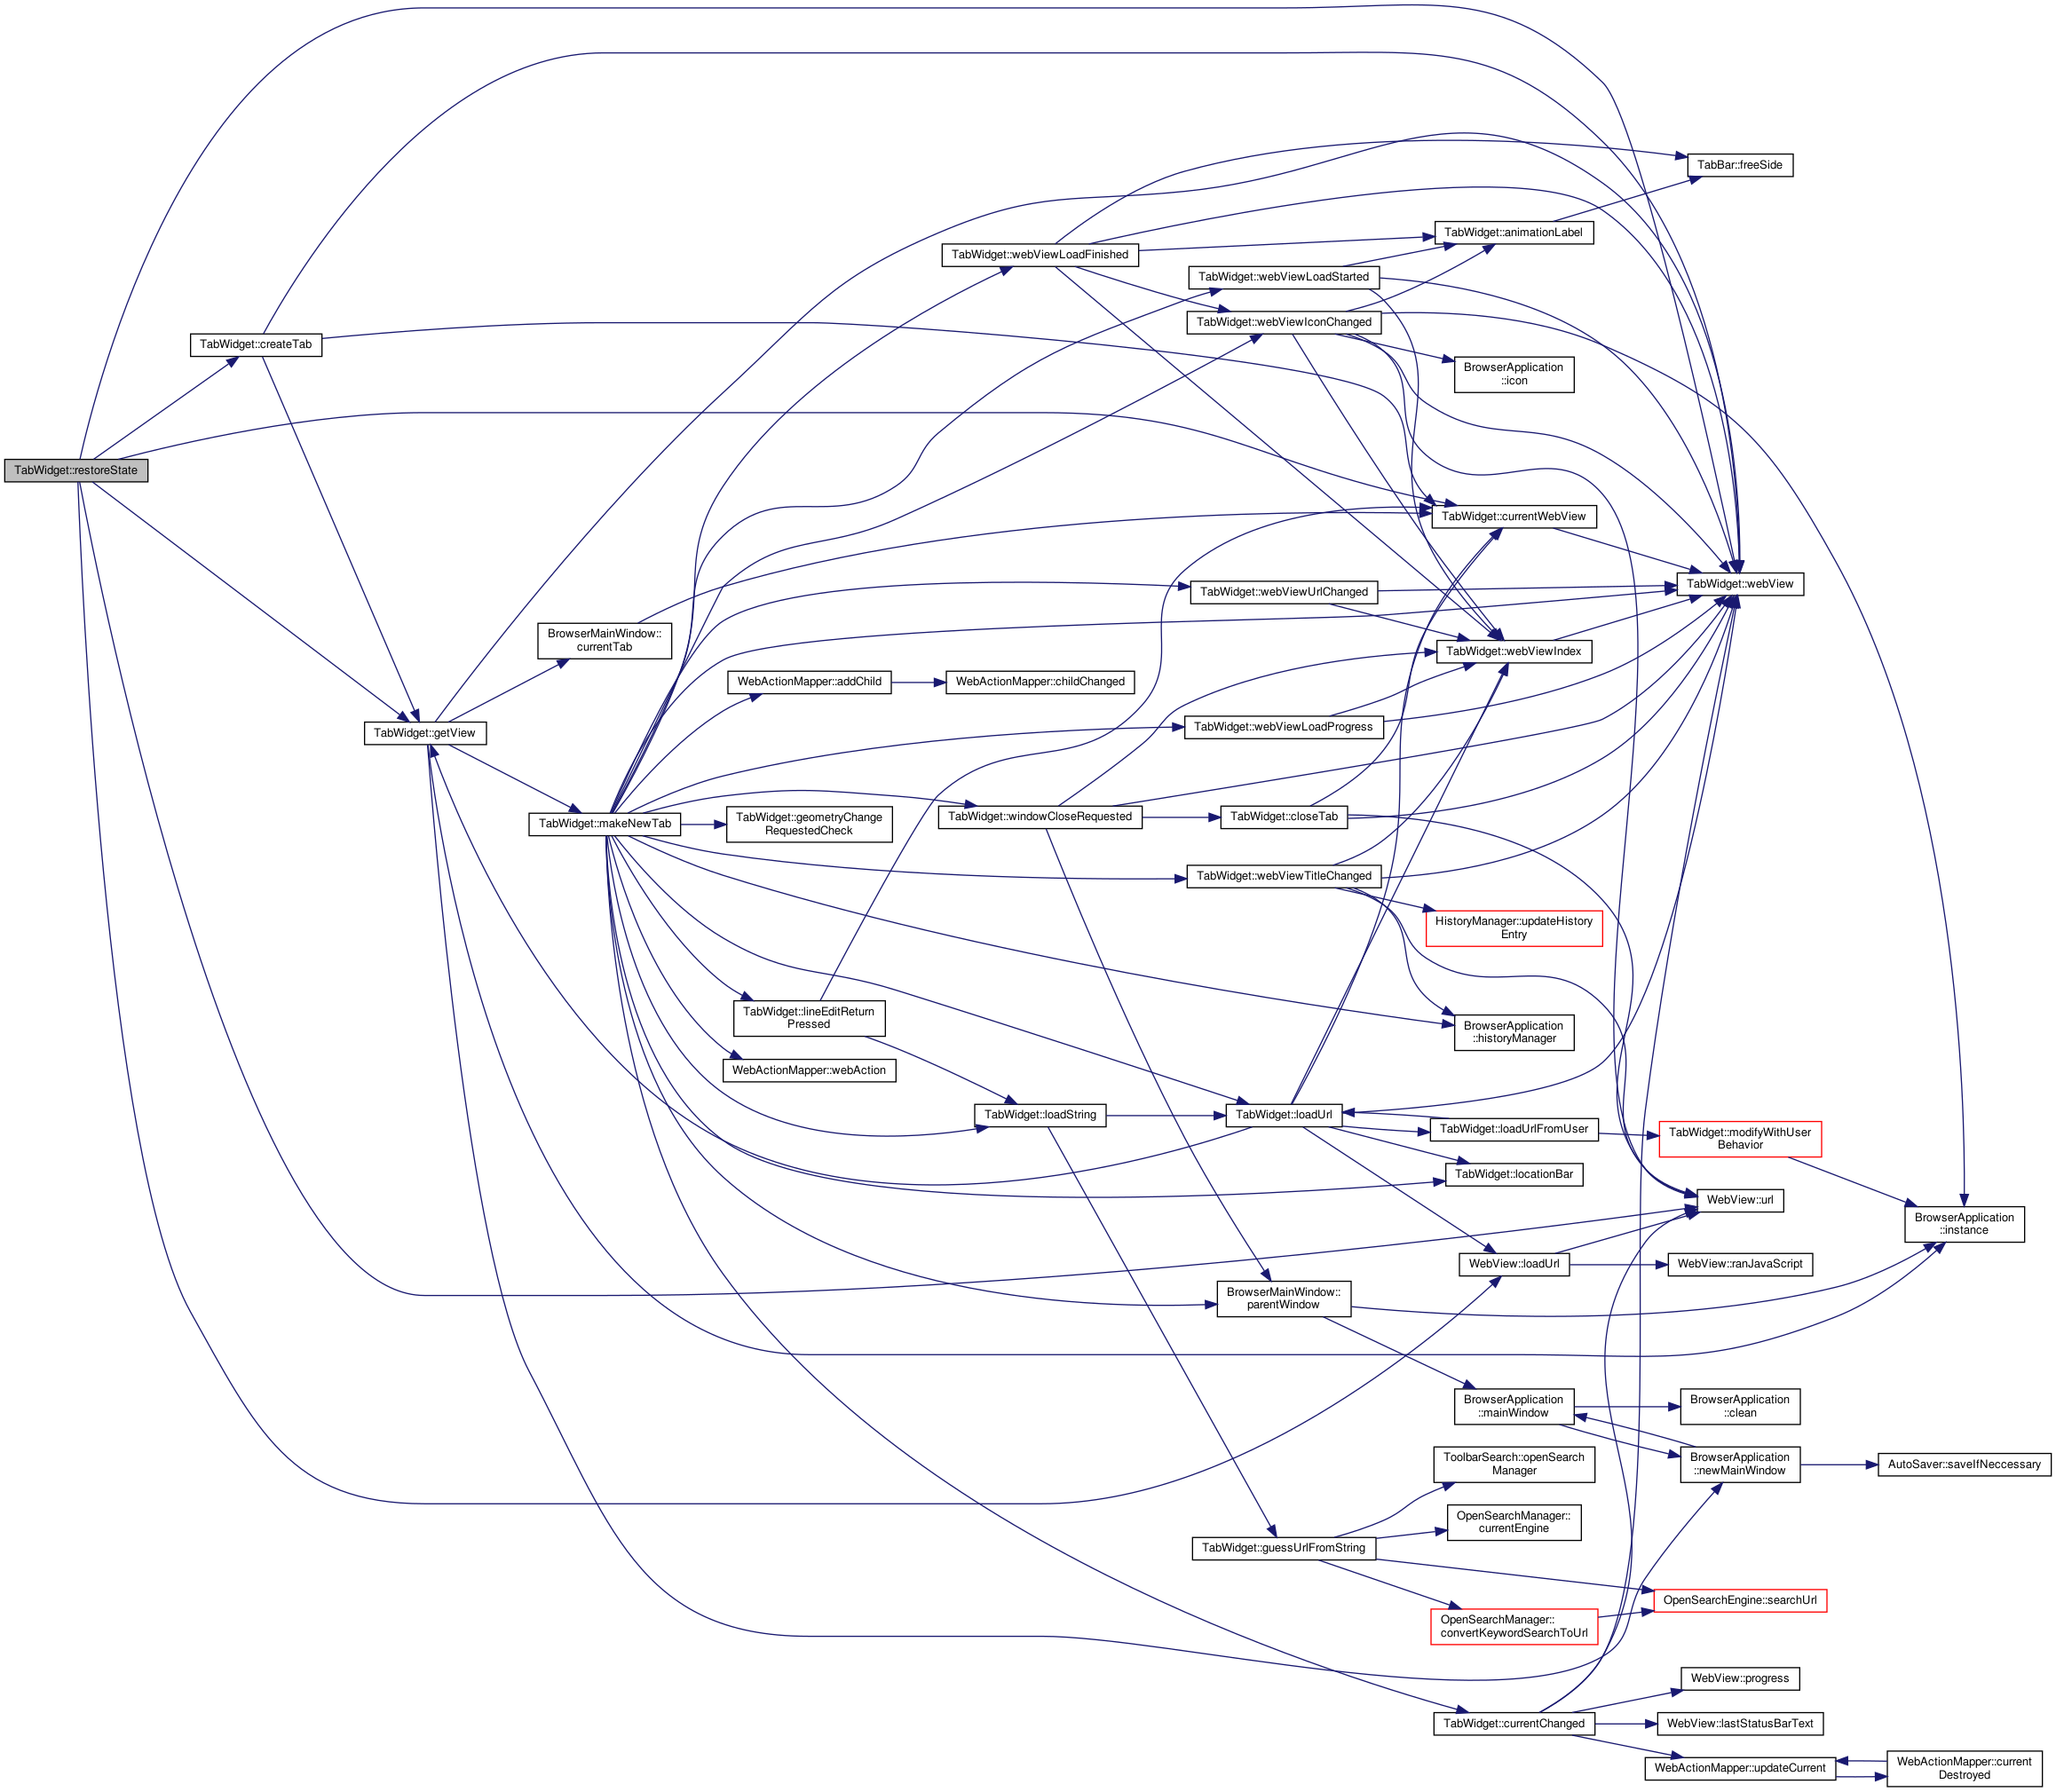 TabBar::freeSide
TabWidget::animationLabel
TabWidget::webViewLoadFinished
TabWidget::webViewLoadStarted
TabWidget::webViewIconChanged
TabWidget::createTab
BrowserApplication
::icon
TabWidget::restoreState
TabWidget::currentWebView
TabWidget::webView
TabWidget::webViewUrlChanged
BrowserMainWindow::
currentTab
TabWidget::webViewIndex
WebActionMapper::addChild
WebActionMapper::childChanged
TabWidget::getView
TabWidget::webViewLoadProgress
TabWidget::makeNewTab
TabWidget::geometryChange
RequestedCheck
TabWidget::windowCloseRequested
TabWidget::closeTab
TabWidget::webViewTitleChanged
HistoryManager::updateHistory
Entry
TabWidget::lineEditReturn
Pressed
BrowserApplication
::historyManager
WebActionMapper::webAction
TabWidget::loadString
TabWidget::loadUrl
TabWidget::loadUrlFromUser
TabWidget::modifyWithUser
Behavior
TabWidget::locationBar
WebView::url
BrowserApplication
::instance
WebView::loadUrl
WebView::ranJavaScript
BrowserMainWindow::
parentWindow
BrowserApplication
::mainWindow
BrowserApplication
::clean
ToolbarSearch::openSearch
Manager
BrowserApplication
::newMainWindow
AutoSaver::saveIfNeccessary
OpenSearchManager::
currentEngine
TabWidget::guessUrlFromString
OpenSearchEngine::searchUrl
OpenSearchManager::
convertKeywordSearchToUrl
WebView::progress
TabWidget::currentChanged
WebView::lastStatusBarText
WebActionMapper::updateCurrent
WebActionMapper::current
Destroyed